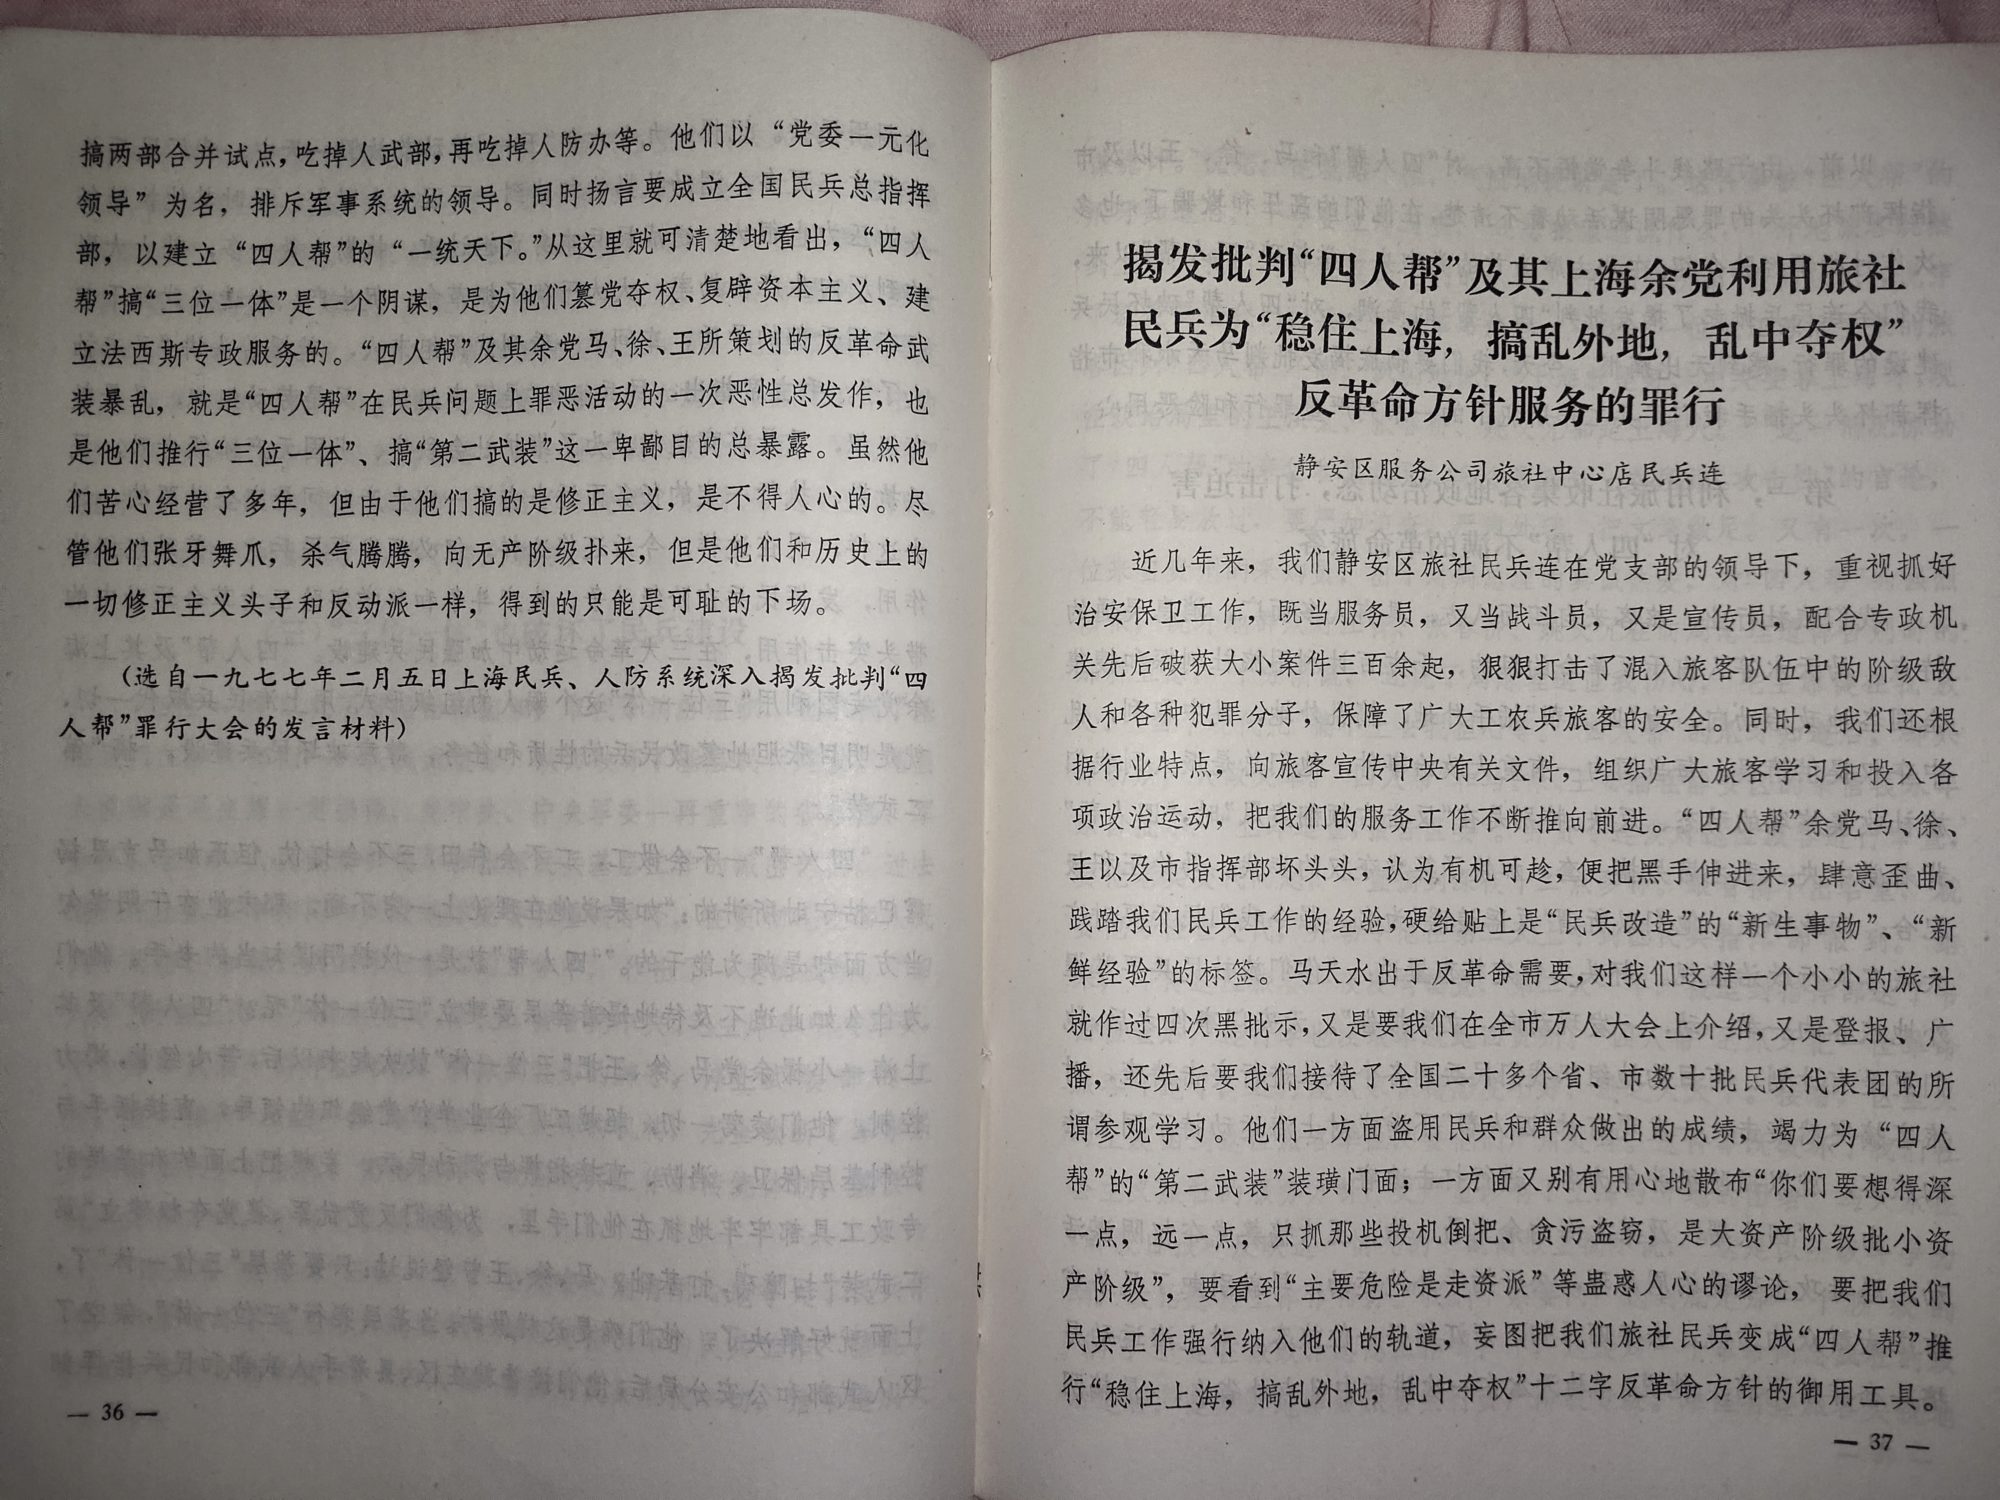 搞两部合并试点，吃掉人武部，再吃掉人防办等。他们以“党委一元化
领导”为名，排斥军事系统的领导。同时扬言要成立全国民兵总指挥
部，以建立“四人帮”的“一统天下。”从这里就可清楚地看出，“四人
帮”搞“三位一体”是一个阴谋，是为他们篡党夺权、复辟资本主义、建
立法西斯专政服务的。“四人帮”及其余党马、徐、王所策划的反革命武
装暴乱，就是“四人帮”在民兵问题上罪恶活动的一次恶性总发作，也
是他们推行“三位一体”、搞“第二武装”这一卑鄙目的总暴露。虽然他
们苦心经营了多年，但由于他们搞的是修正主义，是不得人心的。尽
管他们张牙舞爪，杀气腾腾，向无产阶级扑来，但是他们和历史上的
一切修正主义头子和反动派一样，得到的只能是可耻的下场。
（选自一九七七年二月五日上海民兵、人防系统深入揭发批判“四
人帮”罪行大会的发言材料）
— 36 —
揭发批判“四人帮”及其上海余党利用旅社
民兵为“稳住上海，搞乱外地，乱中夺权”
反革命方针服务的罪行
静安区服务公司旅社中心店民兵连
近几年来，我们静安区旅社民兵连在党支部的领导下，重视抓好
治安保卫工作，既当服务员，又当战斗员，又是宣传员，配合专政机
关先后破获大小案件三百余起，狠狠打击了混入旅客队伍中的阶级敌
人和各种犯罪分子，保障了广大工农兵旅客的安全。同时，我们还根
据行业特点，向旅客宣传中央有关文件，组织广大旅客学习和投入各
项政治运动，把我们的服务工作不断推向前进。“四人帮”余党马、徐、
王以及市指挥部坏头头，认为有机可趁，便把黑手伸进来，肆意歪曲、
践踏我们民兵工作的经验，硬给贴上是“民兵改造”的“新生事物”、“新
鲜经验”的标签。马天水出于反革命需要，对我们这样一个小小的旅社
就作过四次黑批示，又是要我们在全市万人大会上介绍，又是登报、广
播，还先后要我们接待了全国二十多个省、市数十批民兵代表团的所
谓参观学习。他们一方面盗用民兵和群众做出的成绩，竭力为“四人
帮”的“第二武装”装璜门面；一方面又别有用心地散布“你们要想得深
一点，远一点，只抓那些投机倒把、贪污盗窃，是大资产阶级批小资
产阶级”，要看到“主要危险是走资派”等蛊惑人心的谬论，要把我们
民兵工作强行纳入他们的轨道，妄图把我们旅社民兵变成“四人帮”推
行“稳住上海，搞乱外地，乱中夺权”十二字反革命方针的御用工具。
— 37 —